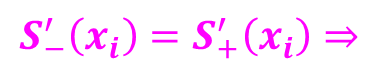 S′₋(xᵢ) = S′₊(xᵢ) ⇒